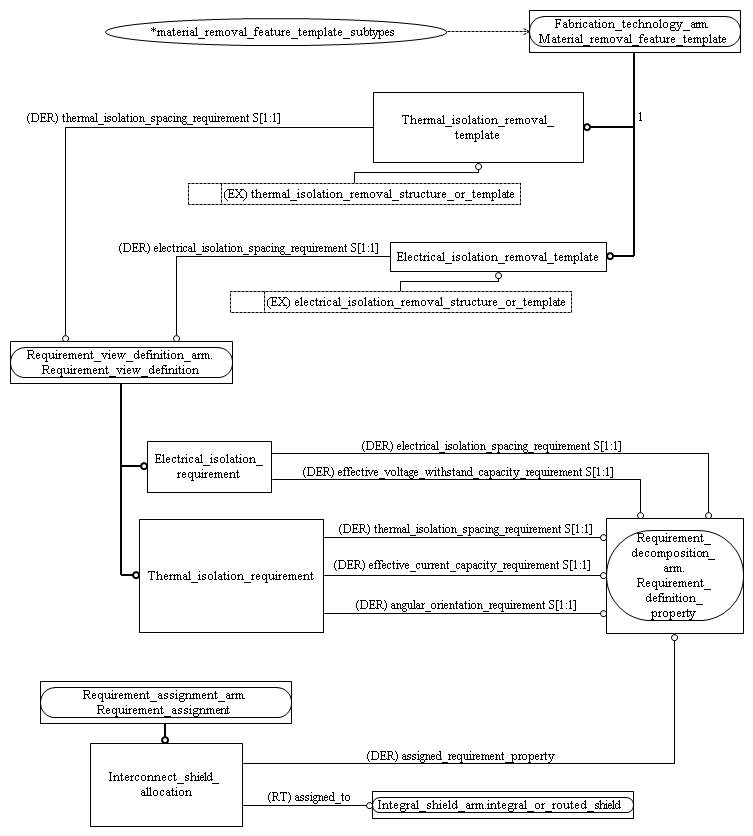 *material_removal_feature_template_subtypes
Fabrication_technology_arm.
Material_removal_feature_template
(DER) thermal_isolation_spacing_requirement S[1:1]
Thermal_isolation_removal_
template
1
(EX) thermal_isolation_removal_structure_or_template
(DER) electrical_isolation_spacing_requirement S[1:1]
Electrical_isolation_removal_template
(EX) electrical_isolation_removal_structure_or_template
Requirement_view_definition_arm.
Requirement_view_definition
Electrical_isolation_
requirement
(DER) electrical_isolation_spacing_requirement S[1:1]
(DER) effective_voltage_withstand_capacity_requirement S[1:1]
Thermal_isolation_requirement
(DER) thermal_isolation_spacing_requirement S[1:1]
(DER) effective_current_capacity_requirement S[1:1]
(DER) angular_orientation_requirement S[1:1]
Requirement_
decomposition_
arm.
Requirement_
definition_
property
Requirement_assignment_arm.
Requirement_assignment
Interconnect_shield_
allocation
(DER) assigned_requirement_property
(RT) assigned_to
Integral_shield_arm.integral_or_routed_shield